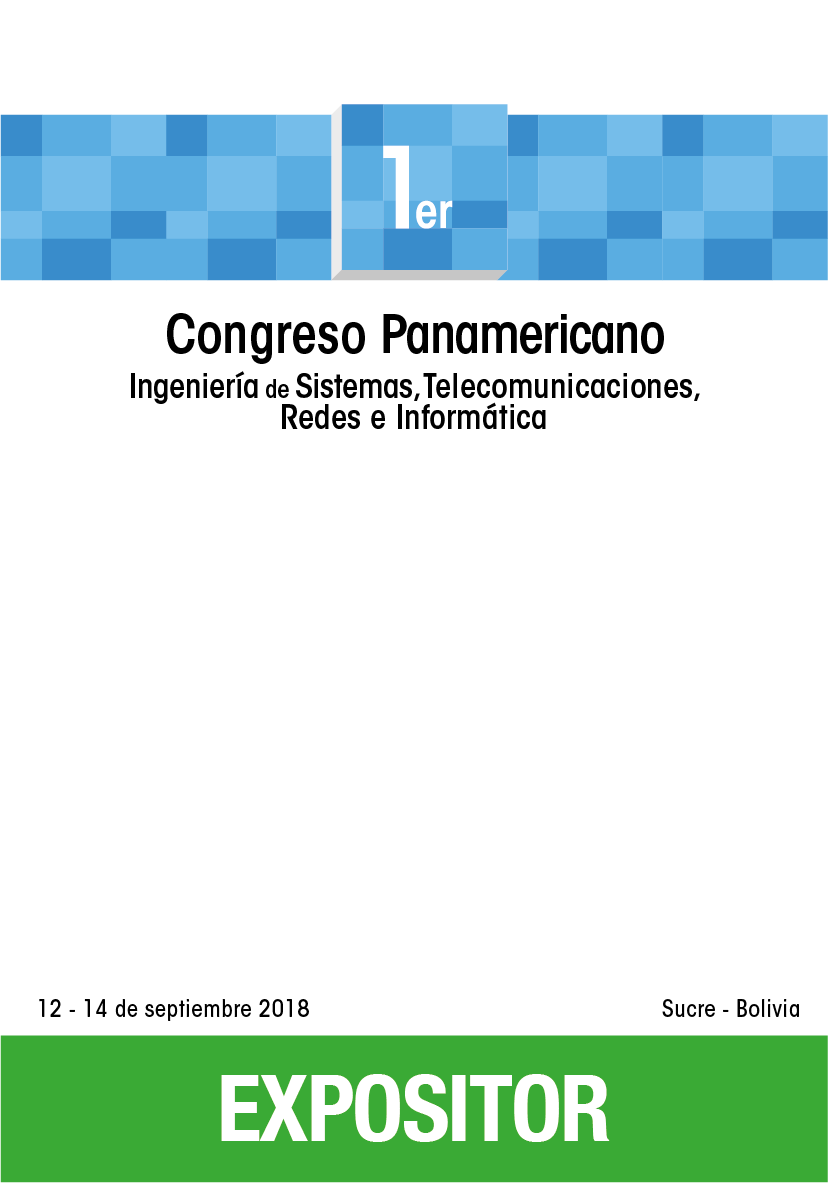 1er
Congreso Panamericano
Ingeniería de Sistemas, Telecomunicaciones,
Redes e Informática
12 - 14 de septiembre 2018
Sucre - Bolivia
EXPOSITOR